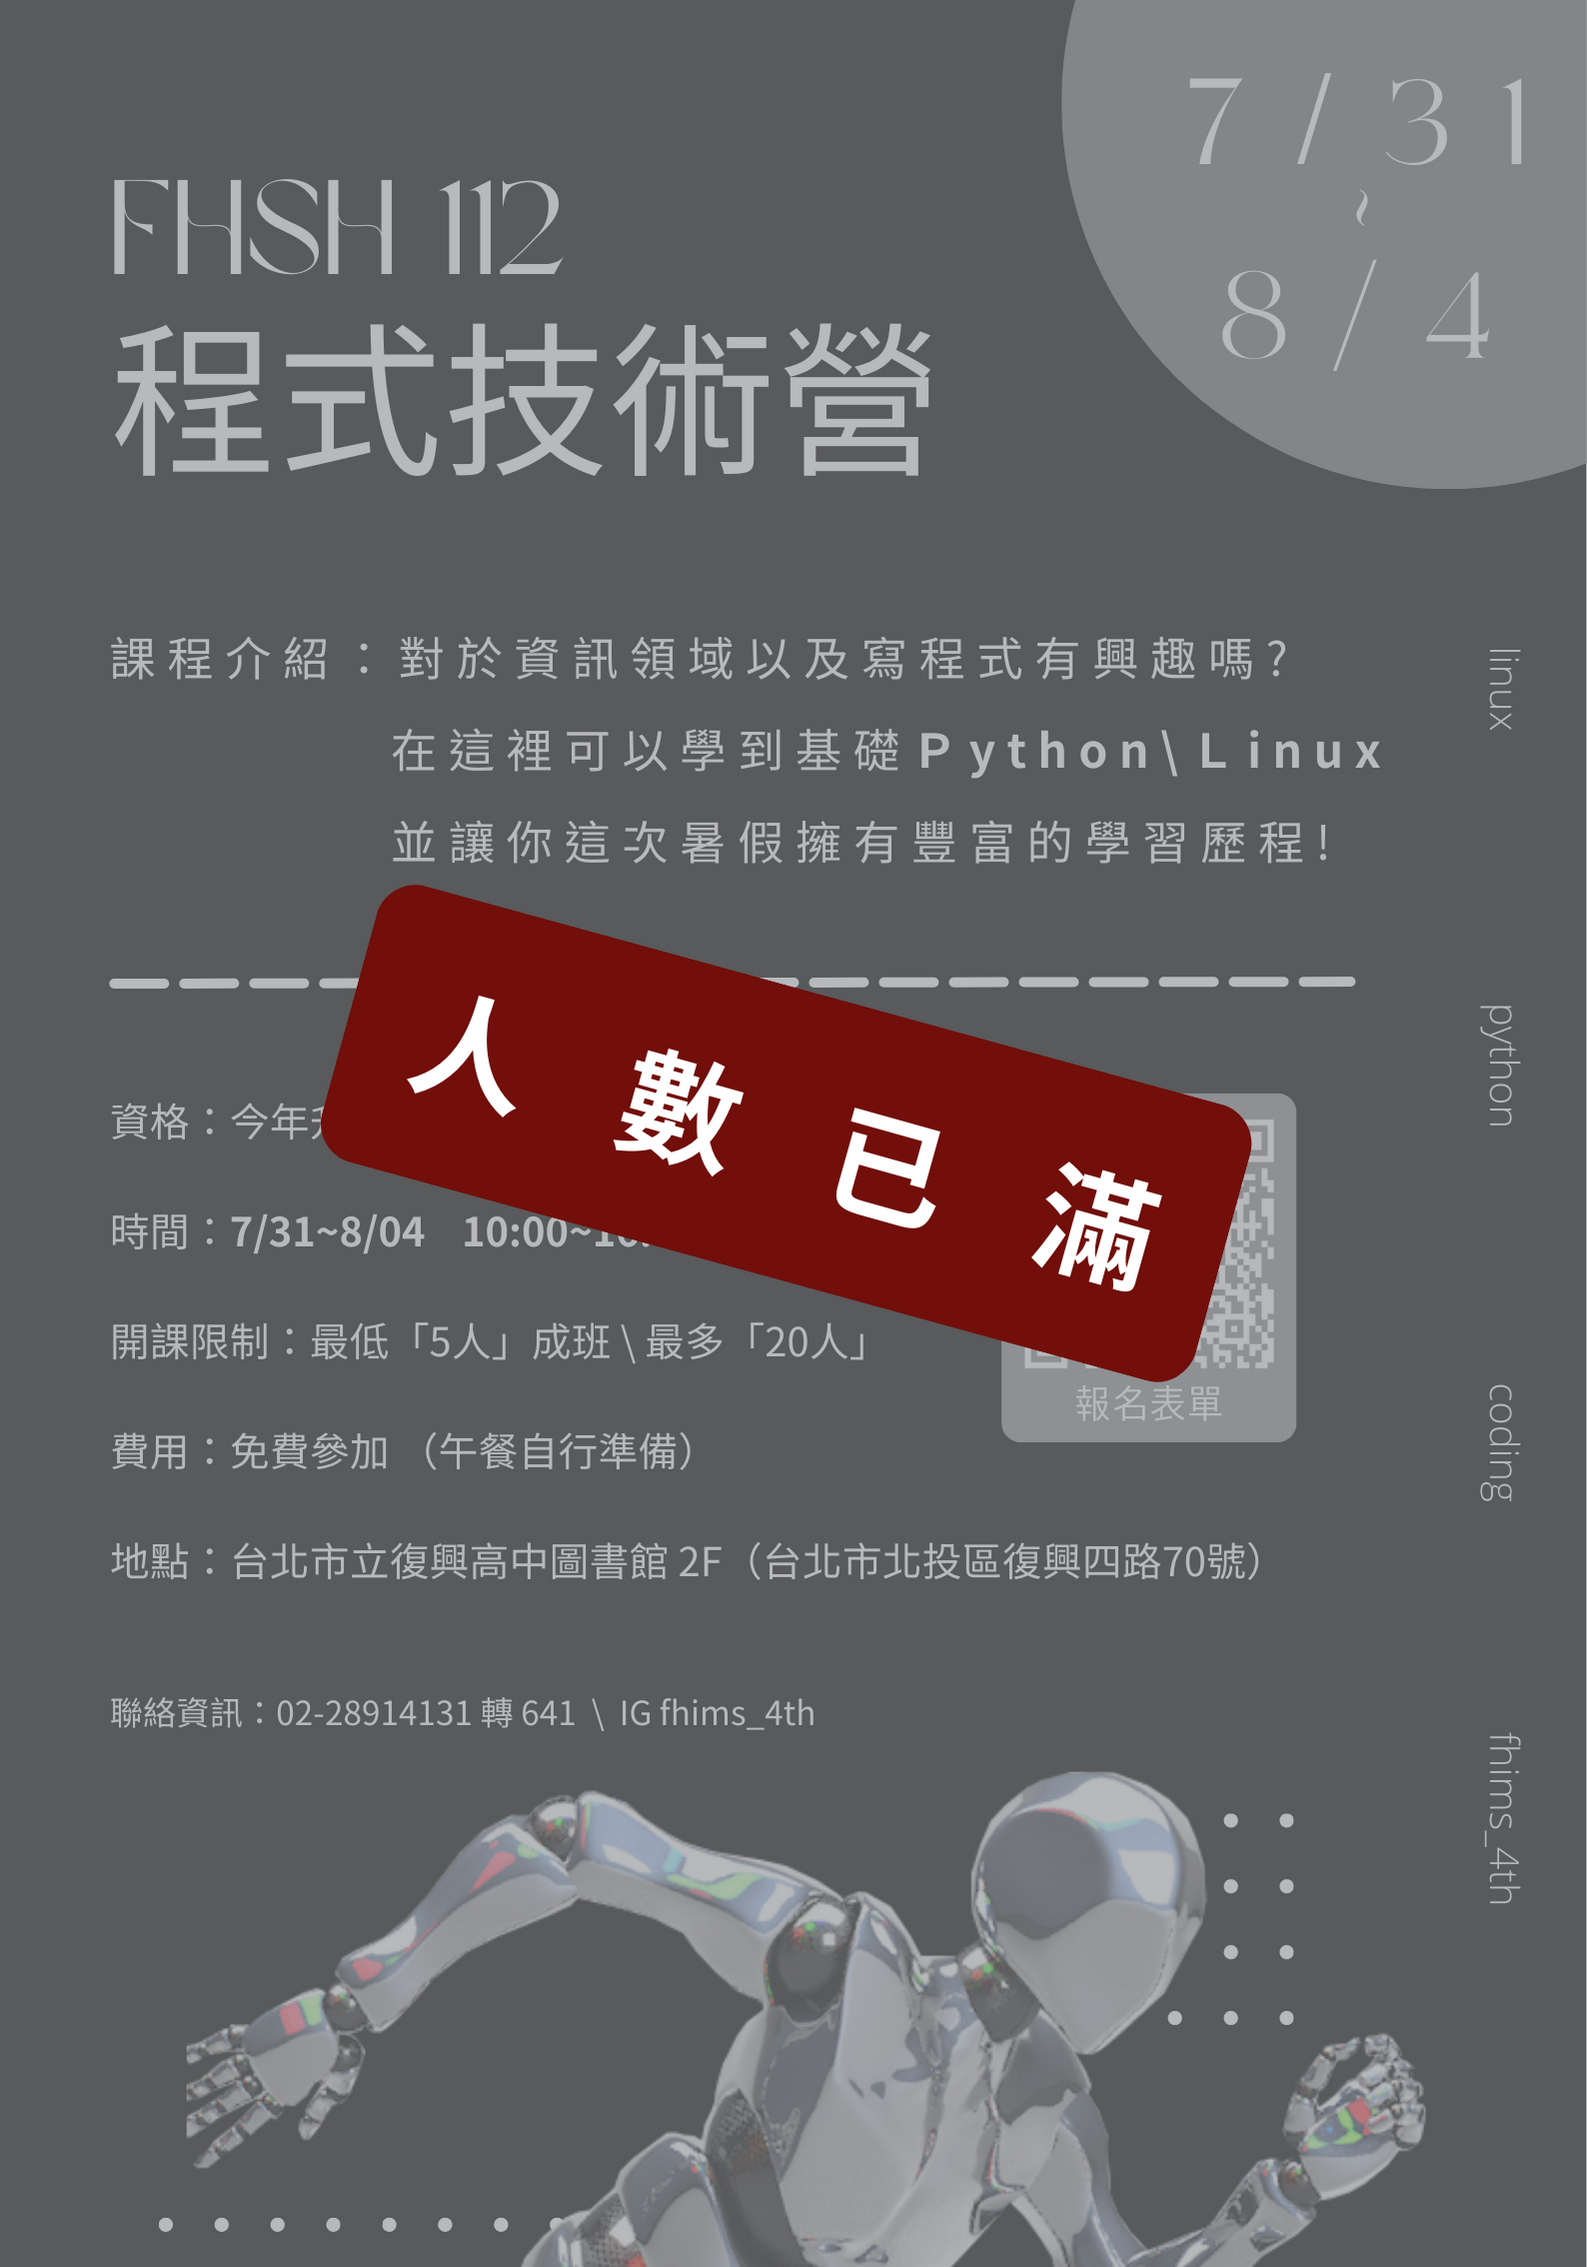 7/31
~
8/4
FHSH 112
程式技術營
課程介紹：對於資訊領域以及寫程式有興趣嗎?
在這裡可以學到基礎Python\Linux
並讓你這次暑假擁有豐富的學習歷程!
人數已滿
資格：今年
時間：7/31~8/04 10:00~
開課限制：最低「5人」成班 \ 最多「20人」
報名表單
費用：免費參加 （午餐自行準備）
地點：台北市立復興高中圖書館 2F（台北市北投區復興四路70號）
聯絡資訊：02-28914131 轉 641 \ IG fhims_4th
linux
python
coding
fhims_4th